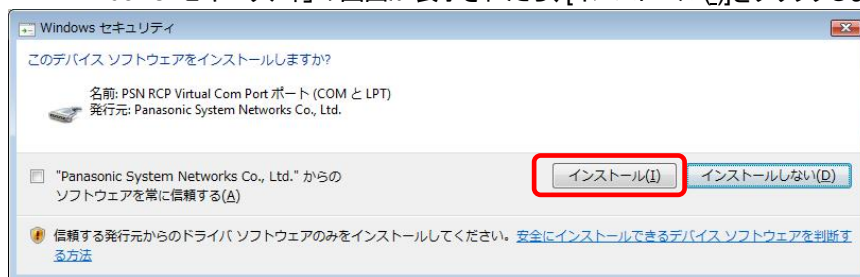 Windows セキュリティ
このデバイス ソフトウェアをインストールしますか?
名前: PSN RCP Virtual Com Port ポート (COM と LPT)
発行元: Panasonic System Networks Co., Ltd.
"Panasonic System Networks Co., Ltd." からの
ソフトウェアを常に信頼する(A)
インストール(I)
インストールしない(D)
信頼する発行元からのドライバ ソフトウェアのみをインストールしてください。安全にインストールできるデバイス ソフトウェアを判断す
る方法